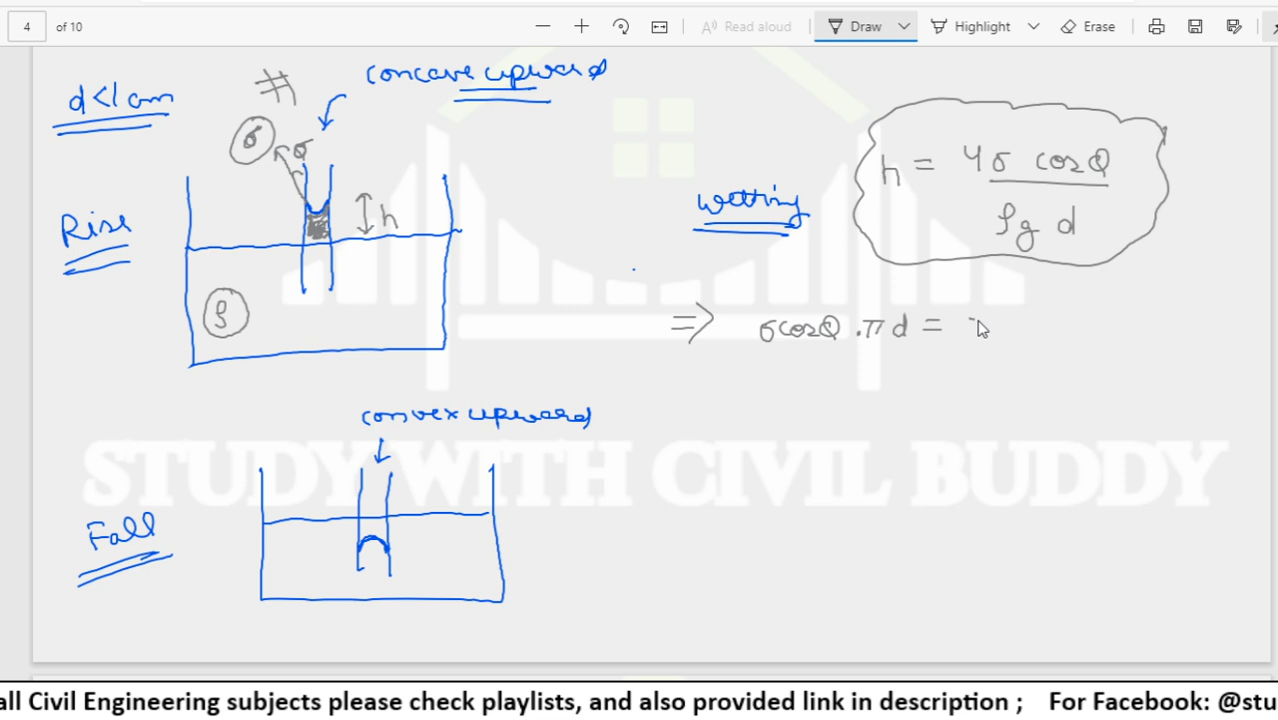 4 of 10
Read aloud
Draw
Highlight
Erase
d<1 cm
concave upward
σ
θ
h = 4σ cosθ / ρg d
Rise
h
wetting
ρ
⇒ σcosθ . π d =
convex upward
STUDY WITH CIVIL BUDDY
Fall
all Civil Engineering subjects please check playlists, and also provided link in description ; For Facebook: @stu